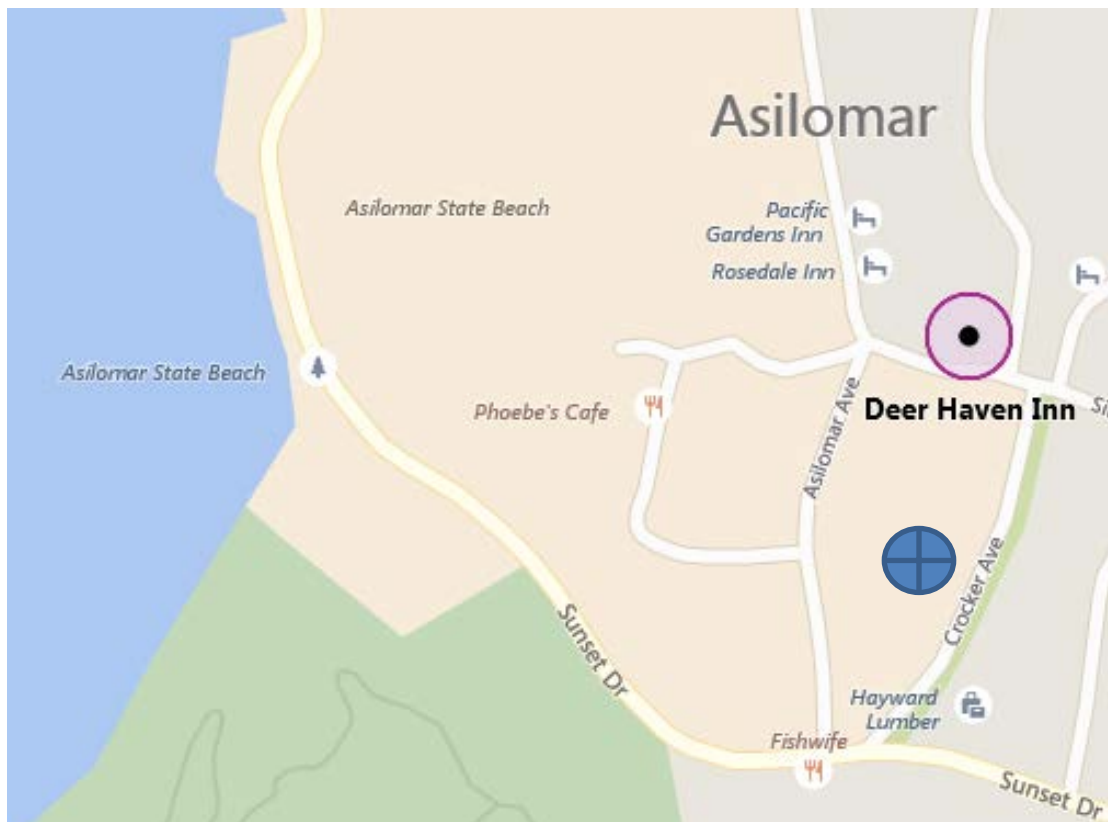 Asilomar
Asilomar State Beach
Pacific
Gardens Inn
Rosedale Inn
Asilomar State Beach
Phoebe's Cafe
Asilomar Ave
Deer Haven Inn
Crocker Ave
Sunset Dr
Hayward
Lumber
Fishwife
Sunset Dr